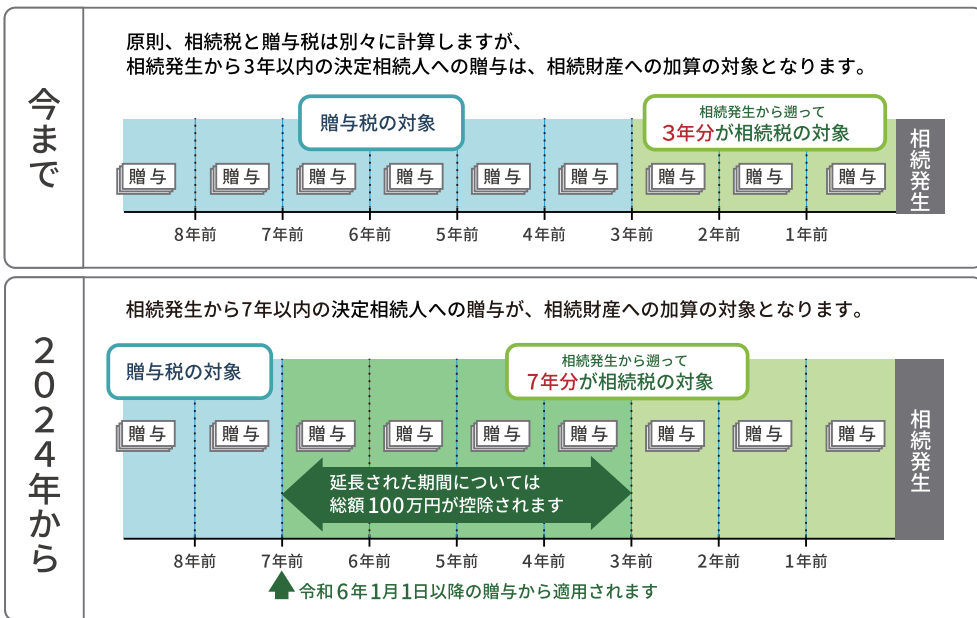 今まで
原則、相続税と贈与税は別々に計算しますが、
相続発生から3年以内の決定相続人への贈与は、相続財産への加算の対象となります。
贈与税の対象
相続発生から遡って
3年分が相続税の対象
贈与 贈与 贈与 贈与 贈与 贈与 贈与 贈与 贈与
相続発生
8年前 7年前 6年前 5年前 4年前 3年前 2年前 1年前
2024年から
相続発生から7年以内の決定相続人への贈与が、相続財産への加算の対象となります。
贈与税の対象
相続発生から遡って
7年分が相続税の対象
贈与 贈与 贈与 贈与 贈与 贈与 贈与 贈与 贈与
相続発生
延長された期間については
総額100万円が控除されます
8年前 7年前 6年前 5年前 4年前 3年前 2年前 1年前
令和6年1月1日以降の贈与から適用されます